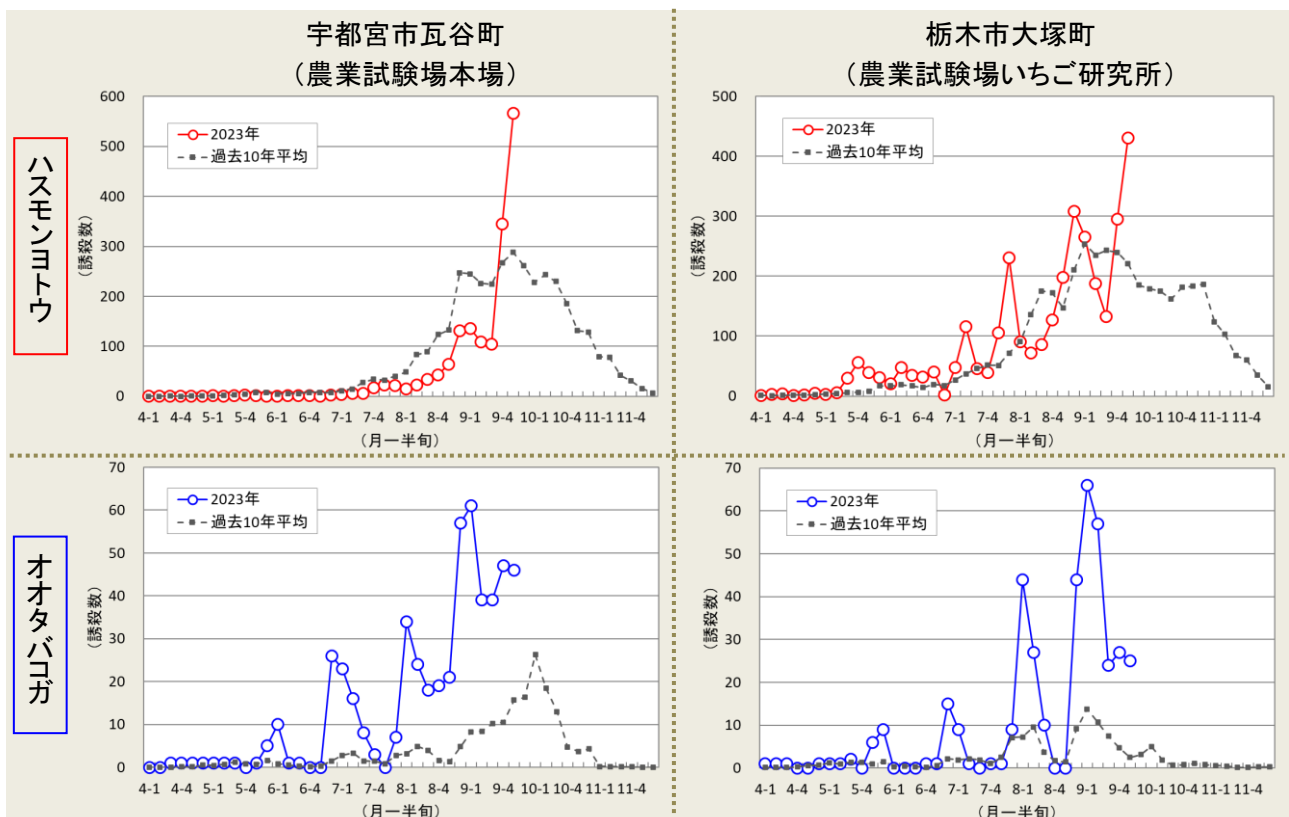 宇都宮市瓦谷町
（農業試験場本場）
栃木市大塚町
（農業試験場いちご研究所）
ハスモンヨトウ
600
500
400
300
200
100
0
（誘殺数）
2023年
過去10年平均
4-1 4-4 5-1 5-4 6-1 6-4 7-1 7-4 8-1 8-4 9-1 9-4 10-1 10-4 11-1 11-4
（月ー半旬）
500
400
300
200
100
0
（誘殺数）
2023年
過去10年平均
4-1 4-4 5-1 5-4 6-1 6-4 7-1 7-4 8-1 8-4 9-1 9-4 10-1 10-4 11-1 11-4
（月ー半旬）
オオタバコガ
70
60
50
40
30
20
10
0
（誘殺数）
2023年
過去10年平均
4-1 4-4 5-1 5-4 6-1 6-4 7-1 7-4 8-1 8-4 9-1 9-4 10-1 10-4 11-1 11-4
（月ー半旬）
70
60
50
40
30
20
10
0
（誘殺数）
2023年
過去10年平均
4-1 4-4 5-1 5-4 6-1 6-4 7-1 7-4 8-1 8-4 9-1 9-4 10-1 10-4 11-1 11-4
（月ー半旬）